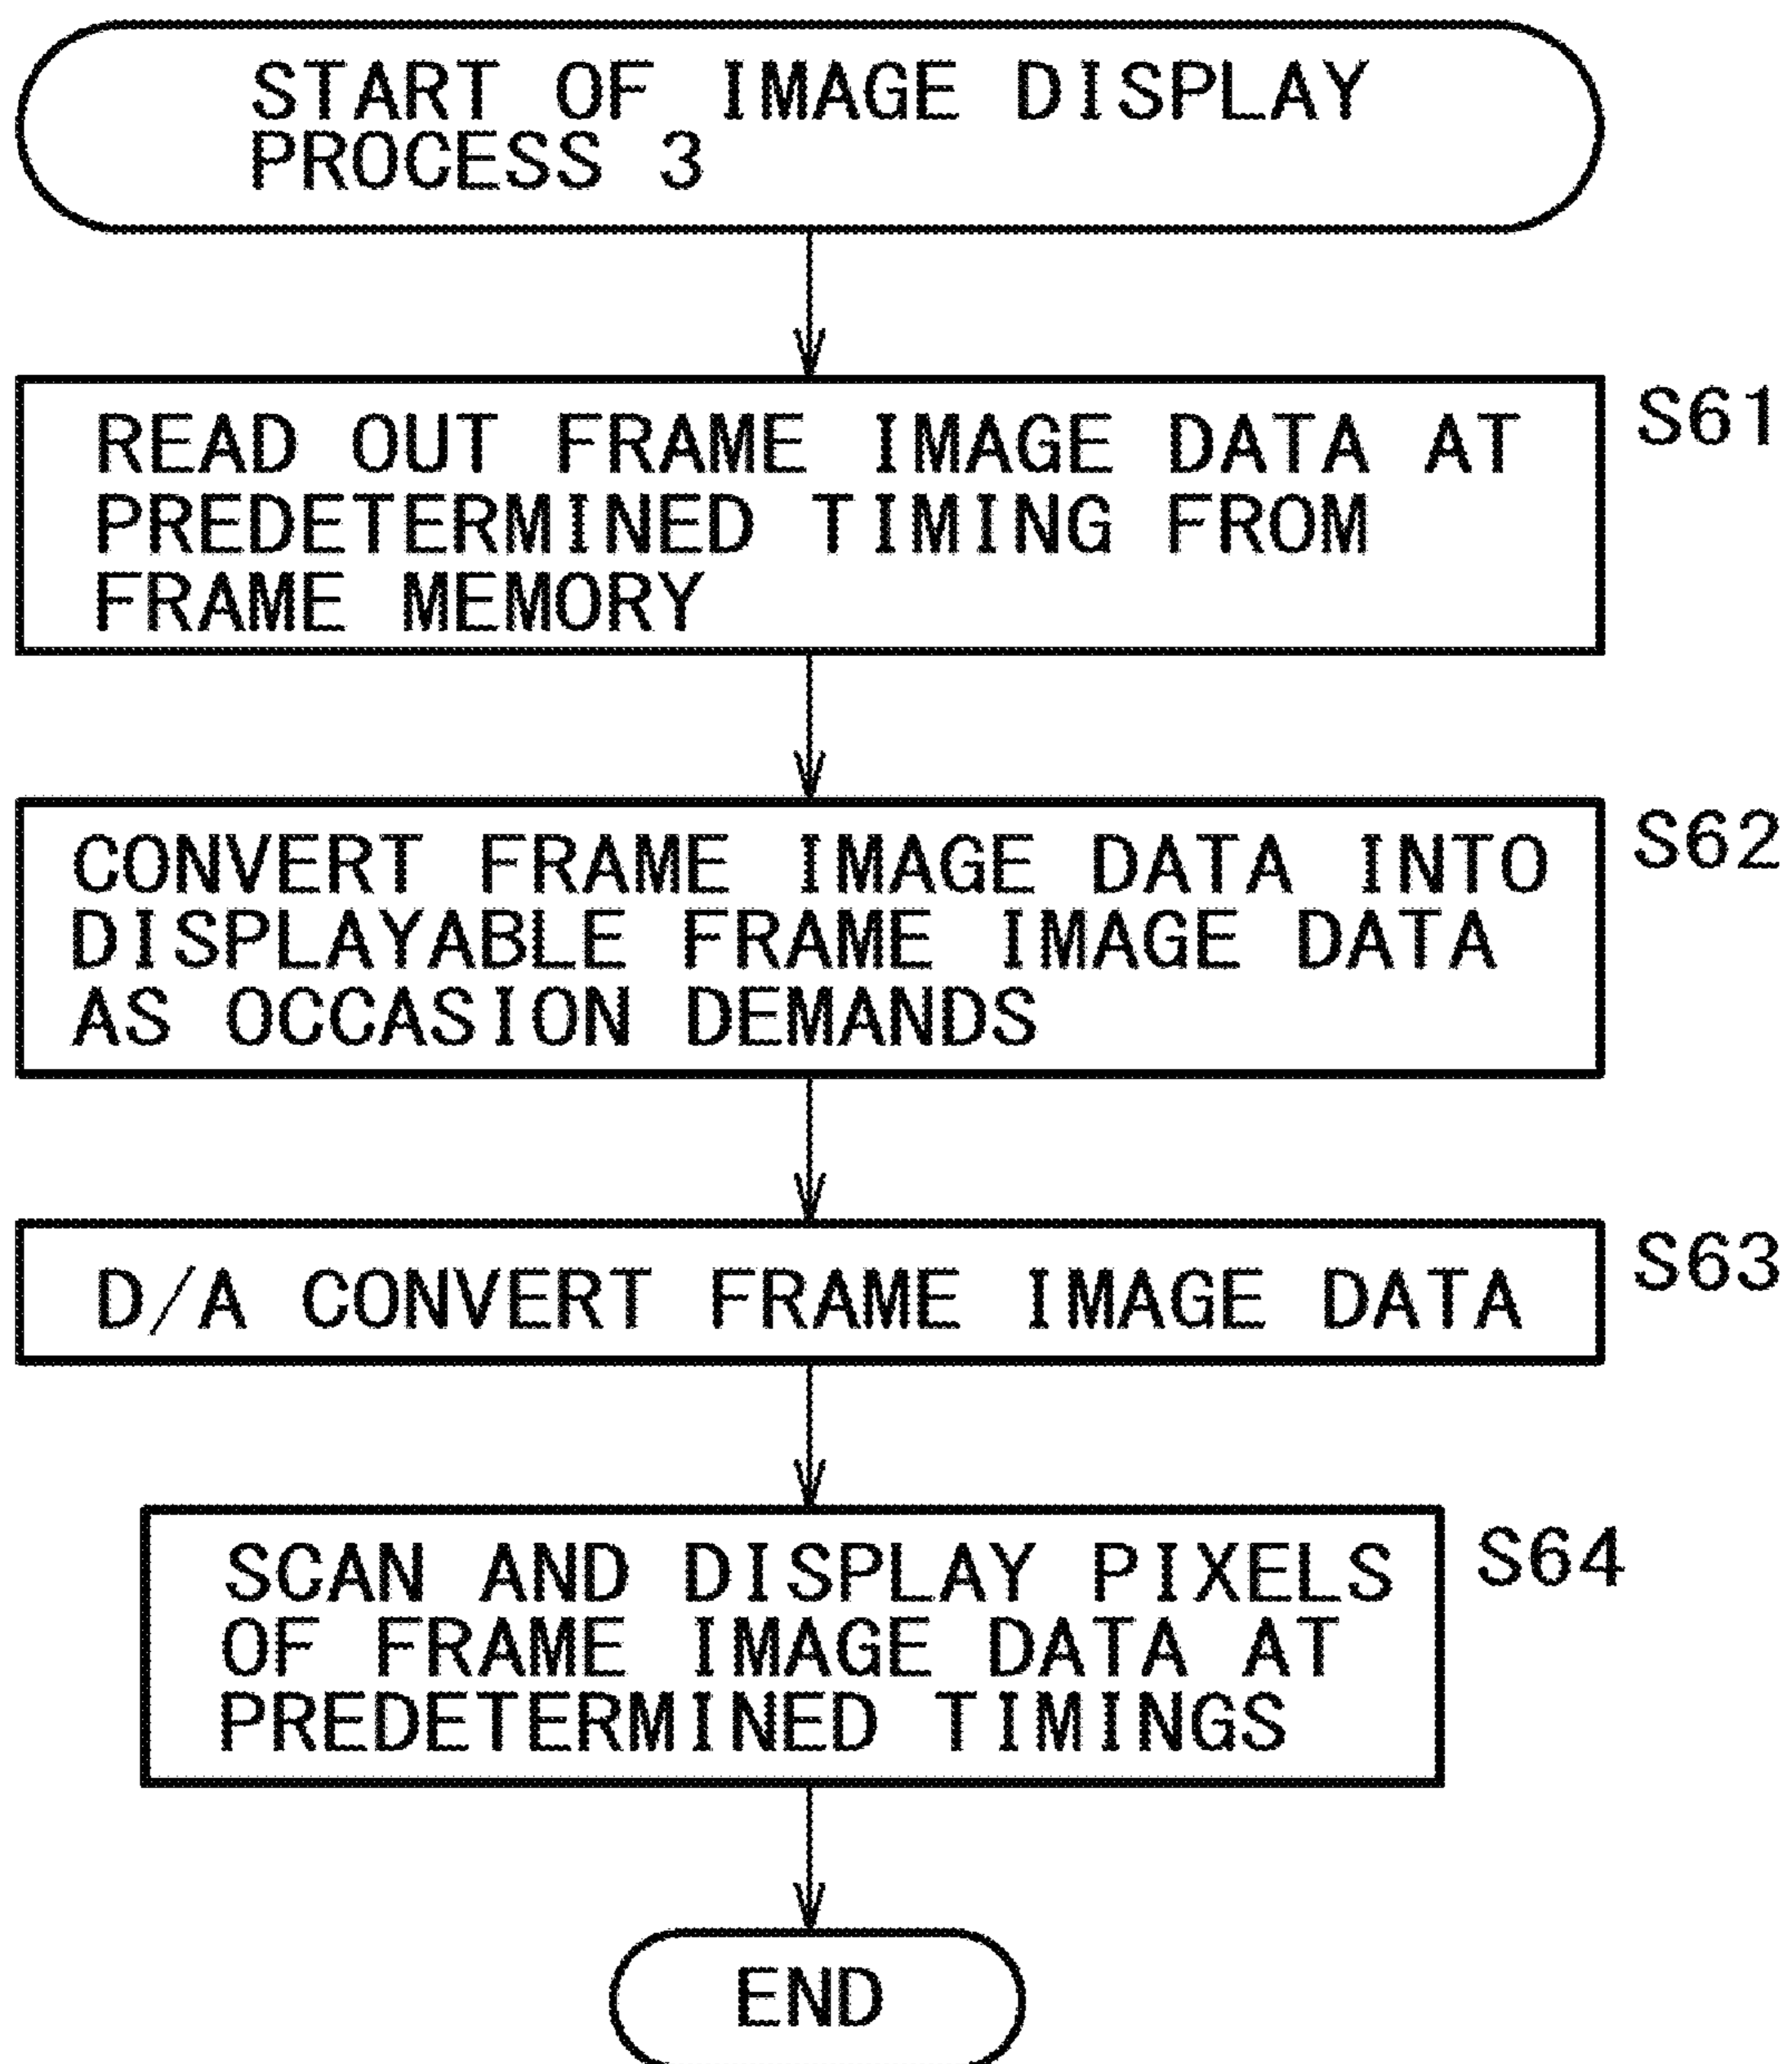 START OF IMAGE DISPLAY
PROCESS 3
READ OUT FRAME IMAGE DATA AT
PREDETERMINED TIMING FROM
FRAME MEMORY
S61
CONVERT FRAME IMAGE DATA INTO
DISPLAYABLE FRAME IMAGE DATA
AS OCCASION DEMANDS
S62
D/A CONVERT FRAME IMAGE DATA
S63
SCAN AND DISPLAY PIXELS
OF FRAME IMAGE DATA AT
PREDETERMINED TIMINGS
S64
END